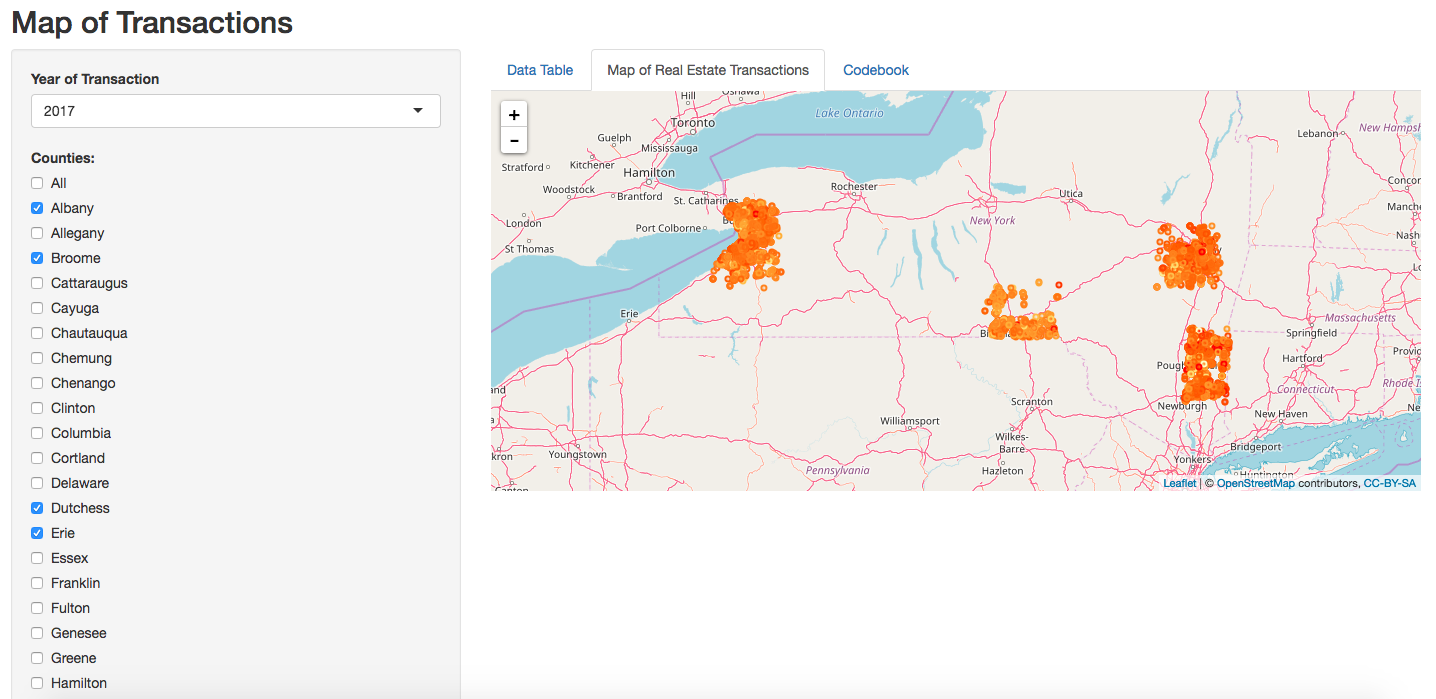 Map of Transactions
Year of Transaction
2017
Counties:
All
Albany
Allegany
Broome
Cattaraugus
Cayuga
Chautauqua
Chemung
Chenango
Clinton
Columbia
Cortland
Delaware
Dutchess
Erie
Essex
Franklin
Fulton
Genesee
Greene
Hamilton
Data Table
Map of Real Estate Transactions
Codebook
+
-
Hill
Oshawa
Toronto
Lake Ontario
Guelph
Mississauga
Lebanon
New Hampsh
Stratford
Kitchener
Hamilton
Woodstock
Brantford
St. Catharines
Rochester
Utica
Concor
London
New York
Manche
Port Colborne
St Thomas
Nash
Erie
Massachusetts
Springfield
Hartford
Provid
Pough
Connecticut
Rhode I
Scranton
Newburgh
New Haven
Williamsport
Wilkes-
Barre
Bridgeport
Youngstown
Yonkers
Pennsylvania
Hazleton
Huntington
Canton
Leaflet | © OpenStreetMap contributors, CC-BY-SA